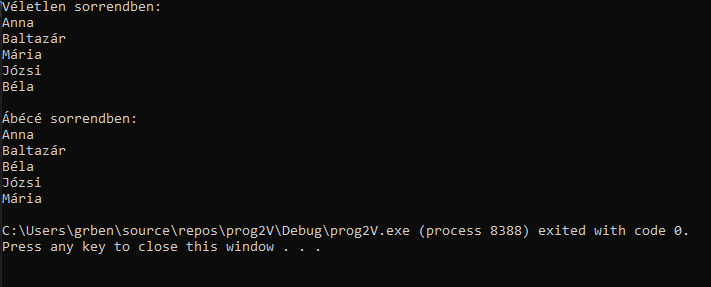 Véletlen sorrendben:
Anna
Baltazár
Mária
Józsi
Béla
Ábécé sorrendben:
Anna
Baltazár
Béla
Józsi
Mária
C:\Users\grben\source\repos\prog2V\Debug\prog2V.exe (process 8388) exited with code 0.
Press any key to close this window . . .